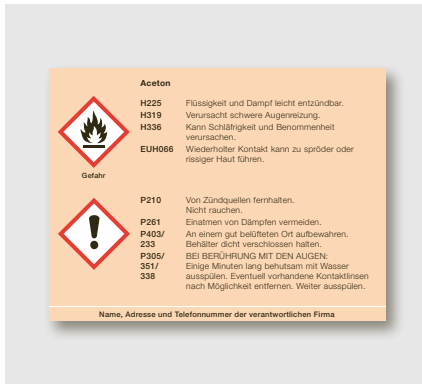 Aceton
H225 Flüssigkeit und Dampf leicht entzündbar.
H319 Verursacht schwere Augenreizung.
H336 Kann Schläfrigkeit und Benommenheit
verursachen.
EUH066 Wiederholter Kontakt kann zu spröder oder
rissiger Haut führen.
Gefahr
P210 Von Zündquellen fernhalten.
Nicht rauchen.
P261 Einatmen von Dämpfen vermeiden.
P403/ An einem gut belüfteten Ort aufbewahren.
233 Behälter dicht verschlossen halten.
P305/ BEI BERÜHRUNG MIT DEN AUGEN:
351/ Einige Minuten lang behutsam mit Wasser
338 ausspülen. Eventuell vorhandene Kontaktlinsen
nach Möglichkeit entfernen. Weiter ausspülen.
Name, Adresse und Telefonnummer der verantwortlichen Firma